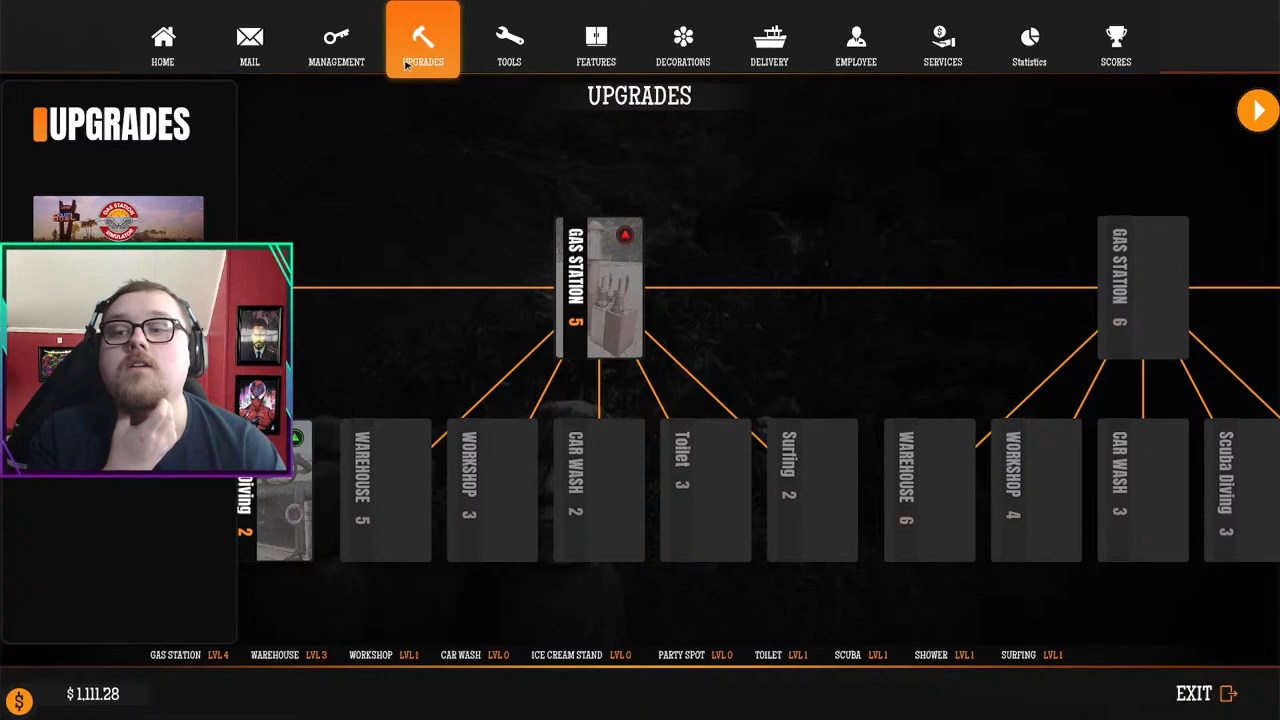 HOME
MAIL
MANAGEMENT
UPGRADES
TOOLS
FEATURES
DECORATIONS
DELIVERY
EMPLOYEE
SERVICES
Statistics
SCORES
UPGRADES
UPGRADES
GAS STATION SIMULATOR
GAS STATION 5
GAS STATION 6
Diving 2
WAREHOUSE 5
WORKSHOP 3
CAR WASH 2
Toilet 3
Surfing 2
WAREHOUSE 6
WORKSHOP 4
CAR WASH 3
Scuba Diving 3
GAS STATION LVL 4 WAREHOUSE LVL 3 WORKSHOP LVL 1 CAR WASH LVL 0 ICE CREAM STAND LVL 0 PARTY SPOT LVL 0 TOILET LVL 1 SCUBA LVL 1 SHOWER LVL 1 SURFING LVL 1
$ $ 1,111.28
EXIT